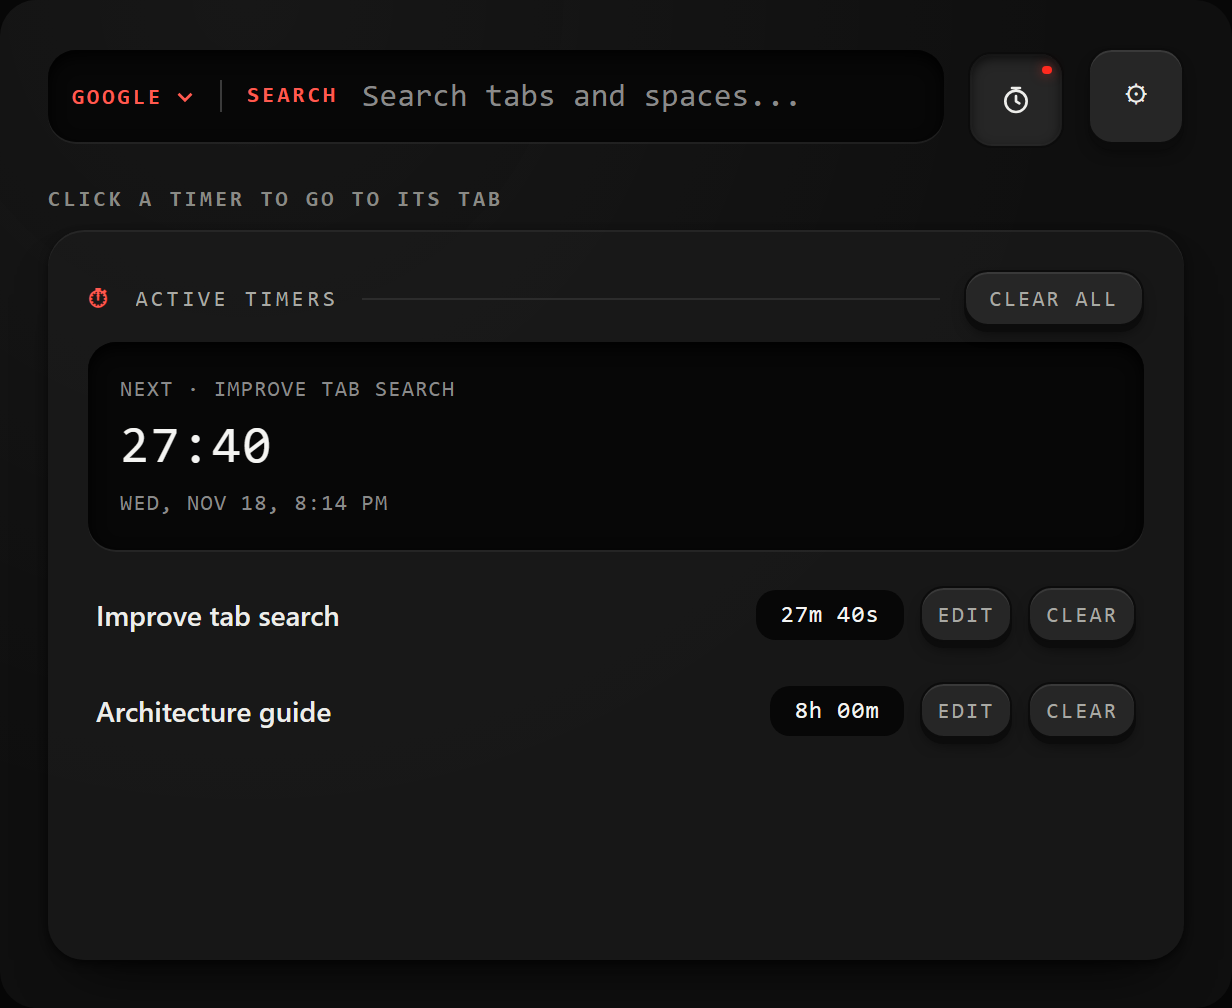 GOOGLE SEARCH Search tabs and spaces...
CLICK A TIMER TO GO TO ITS TAB
ACTIVE TIMERS CLEAR ALL
NEXT · IMPROVE TAB SEARCH
27:40
WED, NOV 18, 8:14 PM
Improve tab search 27m 40s EDIT CLEAR
Architecture guide 8h 00m EDIT CLEAR